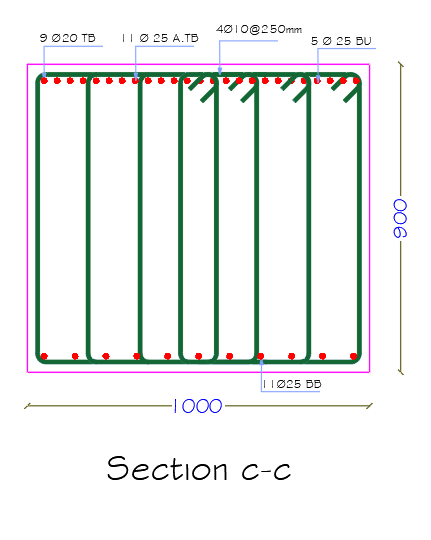 4Ø10@250mm
9 Ø20 TB
11 Ø 25 A.TB
5 Ø 25 BU
900
11Ø25 BB
1000
Section c-c